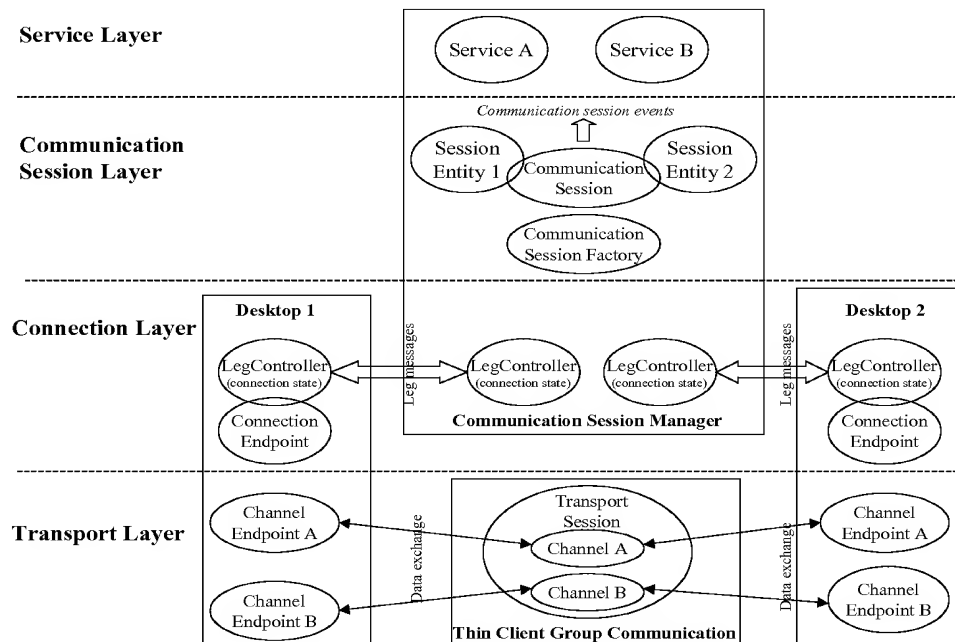 Service Layer
Service A
Service B
Communication session events
Communication
Session Layer
Session
Entity 1
Communication
Session
Session
Entity 2
Communication
Session Factory
Connection Layer
Desktop 1
Desktop 2
LegController
(connection state)
Leg messages
LegController
(connection state)
LegController
(connection state)
Leg messages
LegController
(connection state)
Connection
Endpoint
Communication Session Manager
Connection
Endpoint
Transport Layer
Channel
Endpoint A
Data exchange
Transport
Session
Channel A
Data exchange
Channel
Endpoint A
Channel
Endpoint B
Channel B
Channel
Endpoint B
Thin Client Group Communication